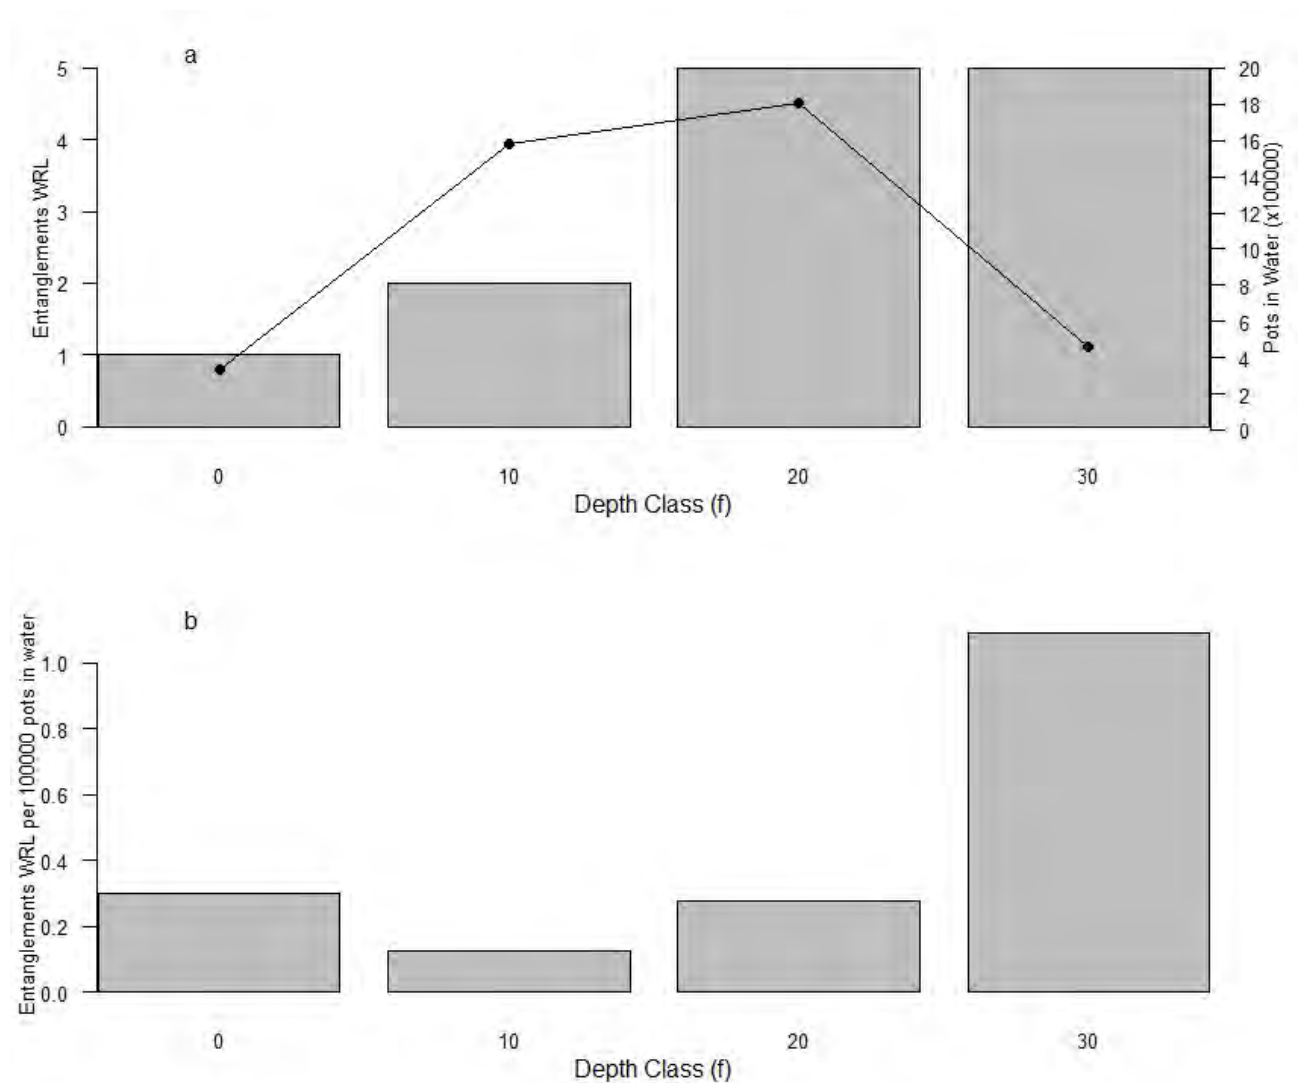 a
Entanglements WRL
5
4
3
2
1
0
20
18
16
14
12
10
8
6
4
2
0
Pots in Water (x100000)
0 10 20 30
Depth Class (f)
b
Entanglements WRL per 100000 pots in water
1.0
0.8
0.6
0.4
0.2
0.0
0 10 20 30
Depth Class (f)